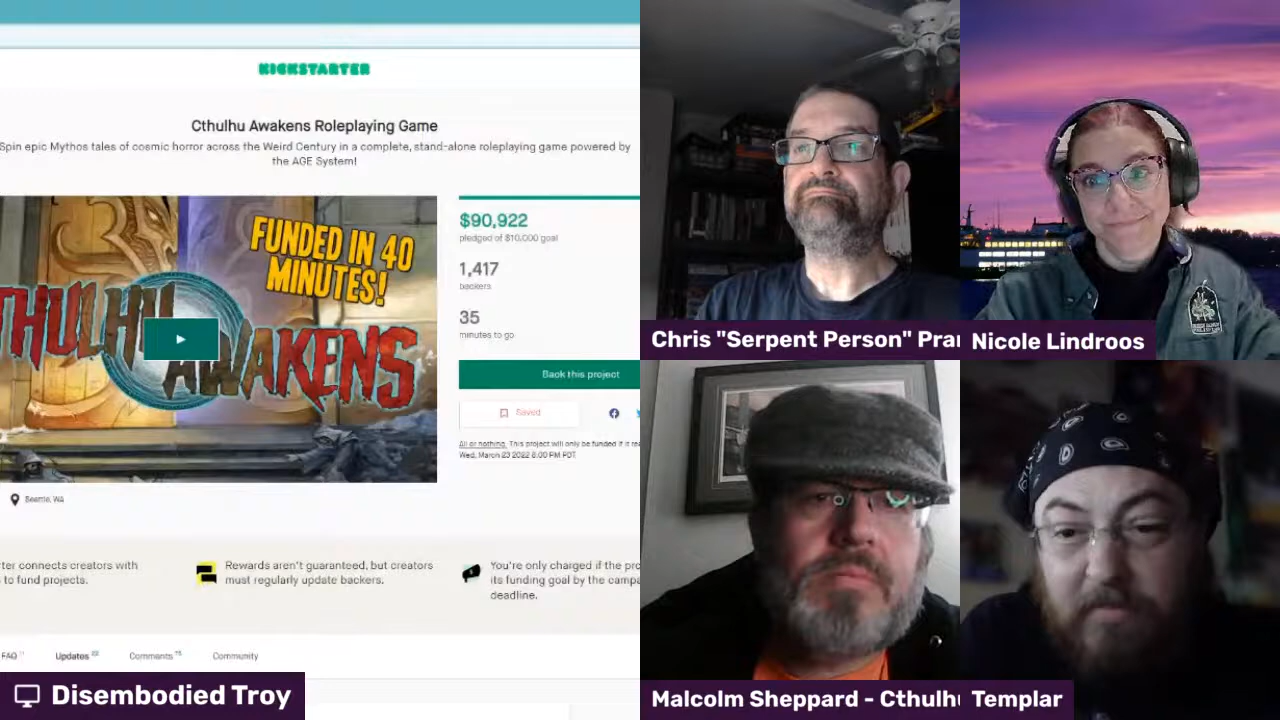 KICKSTARTER
Cthulhu Awakens Roleplaying Game
Spin epic Mythos tales of cosmic horror across the Weird Century in a complete, stand-alone roleplaying game powered by
the AGE System!
FUNDED IN 40
MINUTES!
THULHU
AWAKENS
$90,922
pledged of $10,000 goal
1,417
backers
35
minutes to go
Back this project
Saved
All or nothing. This project will only be funded if it rea
Wed, March 23 2022 8:00 PM PDT
Seattle, WA
rter connects creators with
to fund projects.
Rewards aren't guaranteed, but creators
must regularly update backers.
You're only charged if the pro
its funding goal by the campa
deadline.
FAQ
Updates
Comments
Community
Disembodied Troy
Chris "Serpent Person" Pra
Nicole Lindroos
Malcolm Sheppard - Cthulh
Templar